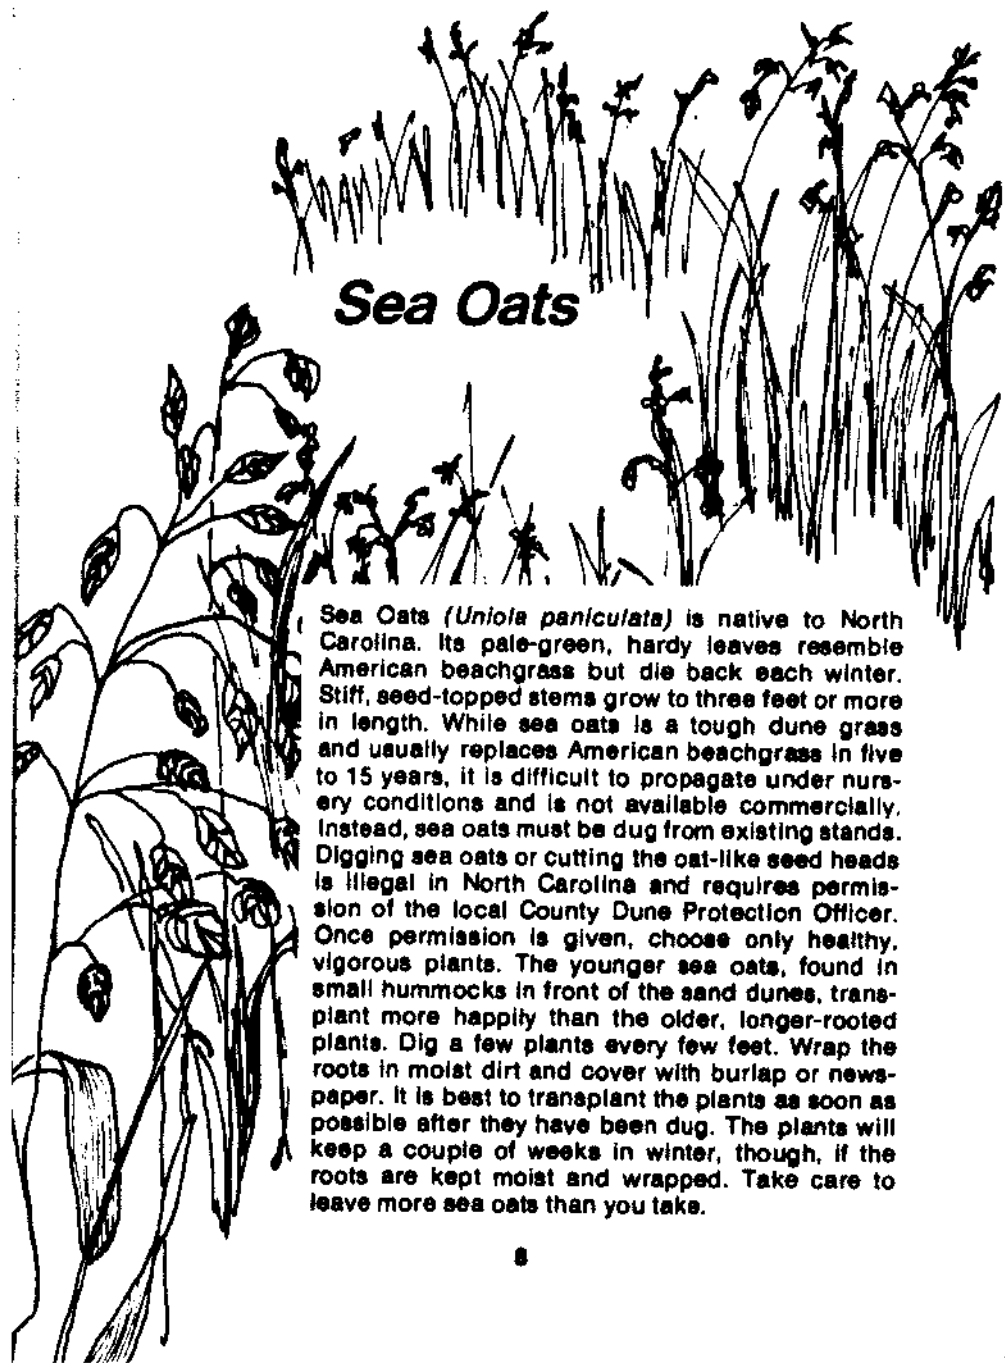 Sea Oats
Sea Oats (Uniola paniculata) is native to North
Carolina. Its pale-green, hardy leaves resemble
American beachgrass but die back each winter.
Stiff, seed-topped stems grow to three feet or more
in length. While sea oats is a tough dune grass
and usually replaces American beachgrass in five
to 15 years, it is difficult to propagate under nurs-
ery conditions and is not available commercially.
Instead, sea oats must be dug from existing stands.
Digging sea oats or cutting the oat-like seed heads
is illegal in North Carolina and requires permis-
sion of the local County Dune Protection Officer.
Once permission is given, choose only healthy,
vigorous plants. The younger sea oats, found in
small hummocks in front of the sand dunes, trans-
plant more happily than the older, longer-rooted
plants. Dig a few plants every few feet. Wrap the
roots in moist dirt and cover with burlap or news-
paper. It is best to transplant the plants as soon as
possible after they have been dug. The plants will
keep a couple of weeks in winter, though, if the
roots are kept moist and wrapped. Take care to
leave more sea oats than you take.
8